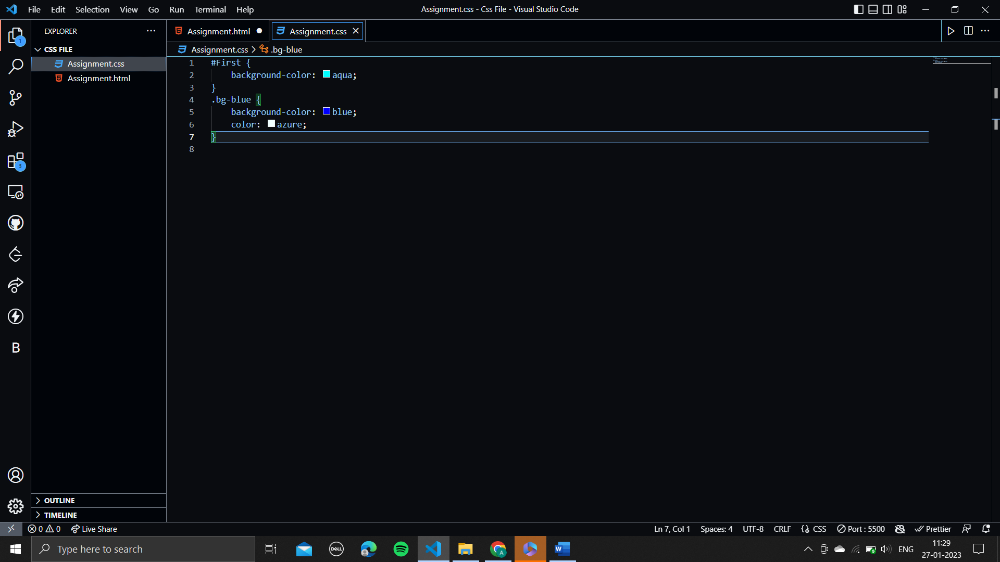 File Edit Selection View Go Run Terminal Help
Assignment.css - Css File - Visual Studio Code
EXPLORER
CSS FILE
Assignment.css
Assignment.html
OUTLINE
TIMELINE
1
3
B
Assignment.html
Assignment.css
Assignment.css > .bg-blue
1 #First {
2 background-color: aqua;
3 }
4 .bg-blue {
5 background-color: blue;
6 color: azure;
7 }
8
0 0 Live Share
Ln 7, Col 1 Spaces: 4 UTF-8 CRLF {} CSS Port : 5500 Prettier
Type here to search
DELL
A
W
ENG
11:29
27-01-2023